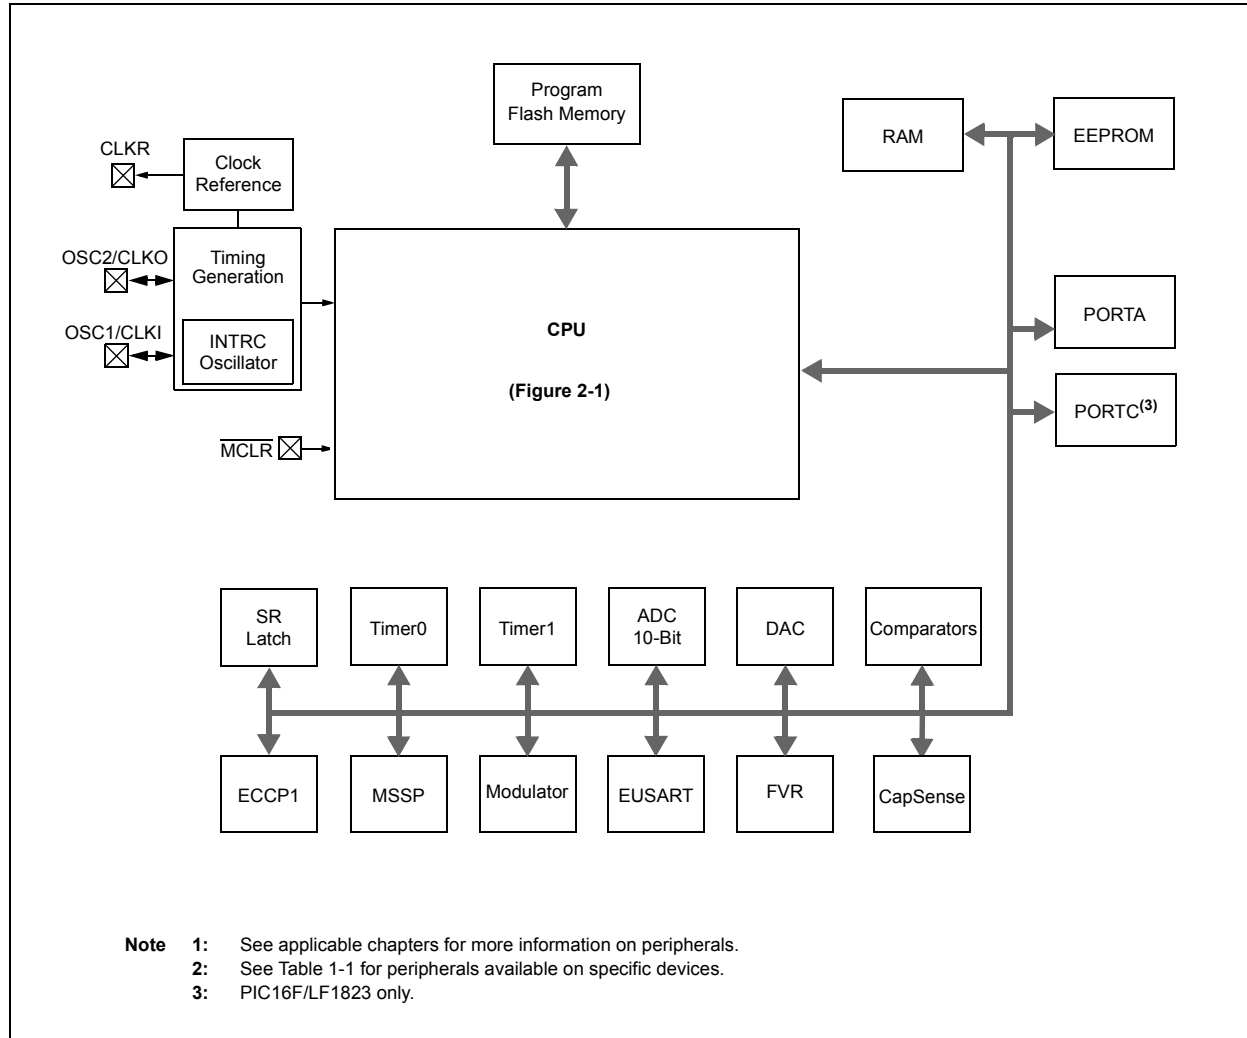 Program
Flash Memory
RAM
EEPROM
CLKR
Clock
Reference
OSC2/CLKO
Timing
Generation
OSC1/CLKI
INTRC
Oscillator
MCLR
CPU
(Figure 2-1)
PORTA
PORTC(3)
SR
Latch
Timer0
Timer1
ADC
10-Bit
DAC
Comparators
ECCP1
MSSP
Modulator
EUSART
FVR
CapSense
Note 1: See applicable chapters for more information on peripherals.
2: See Table 1-1 for peripherals available on specific devices.
3: PIC16F/LF1823 only.